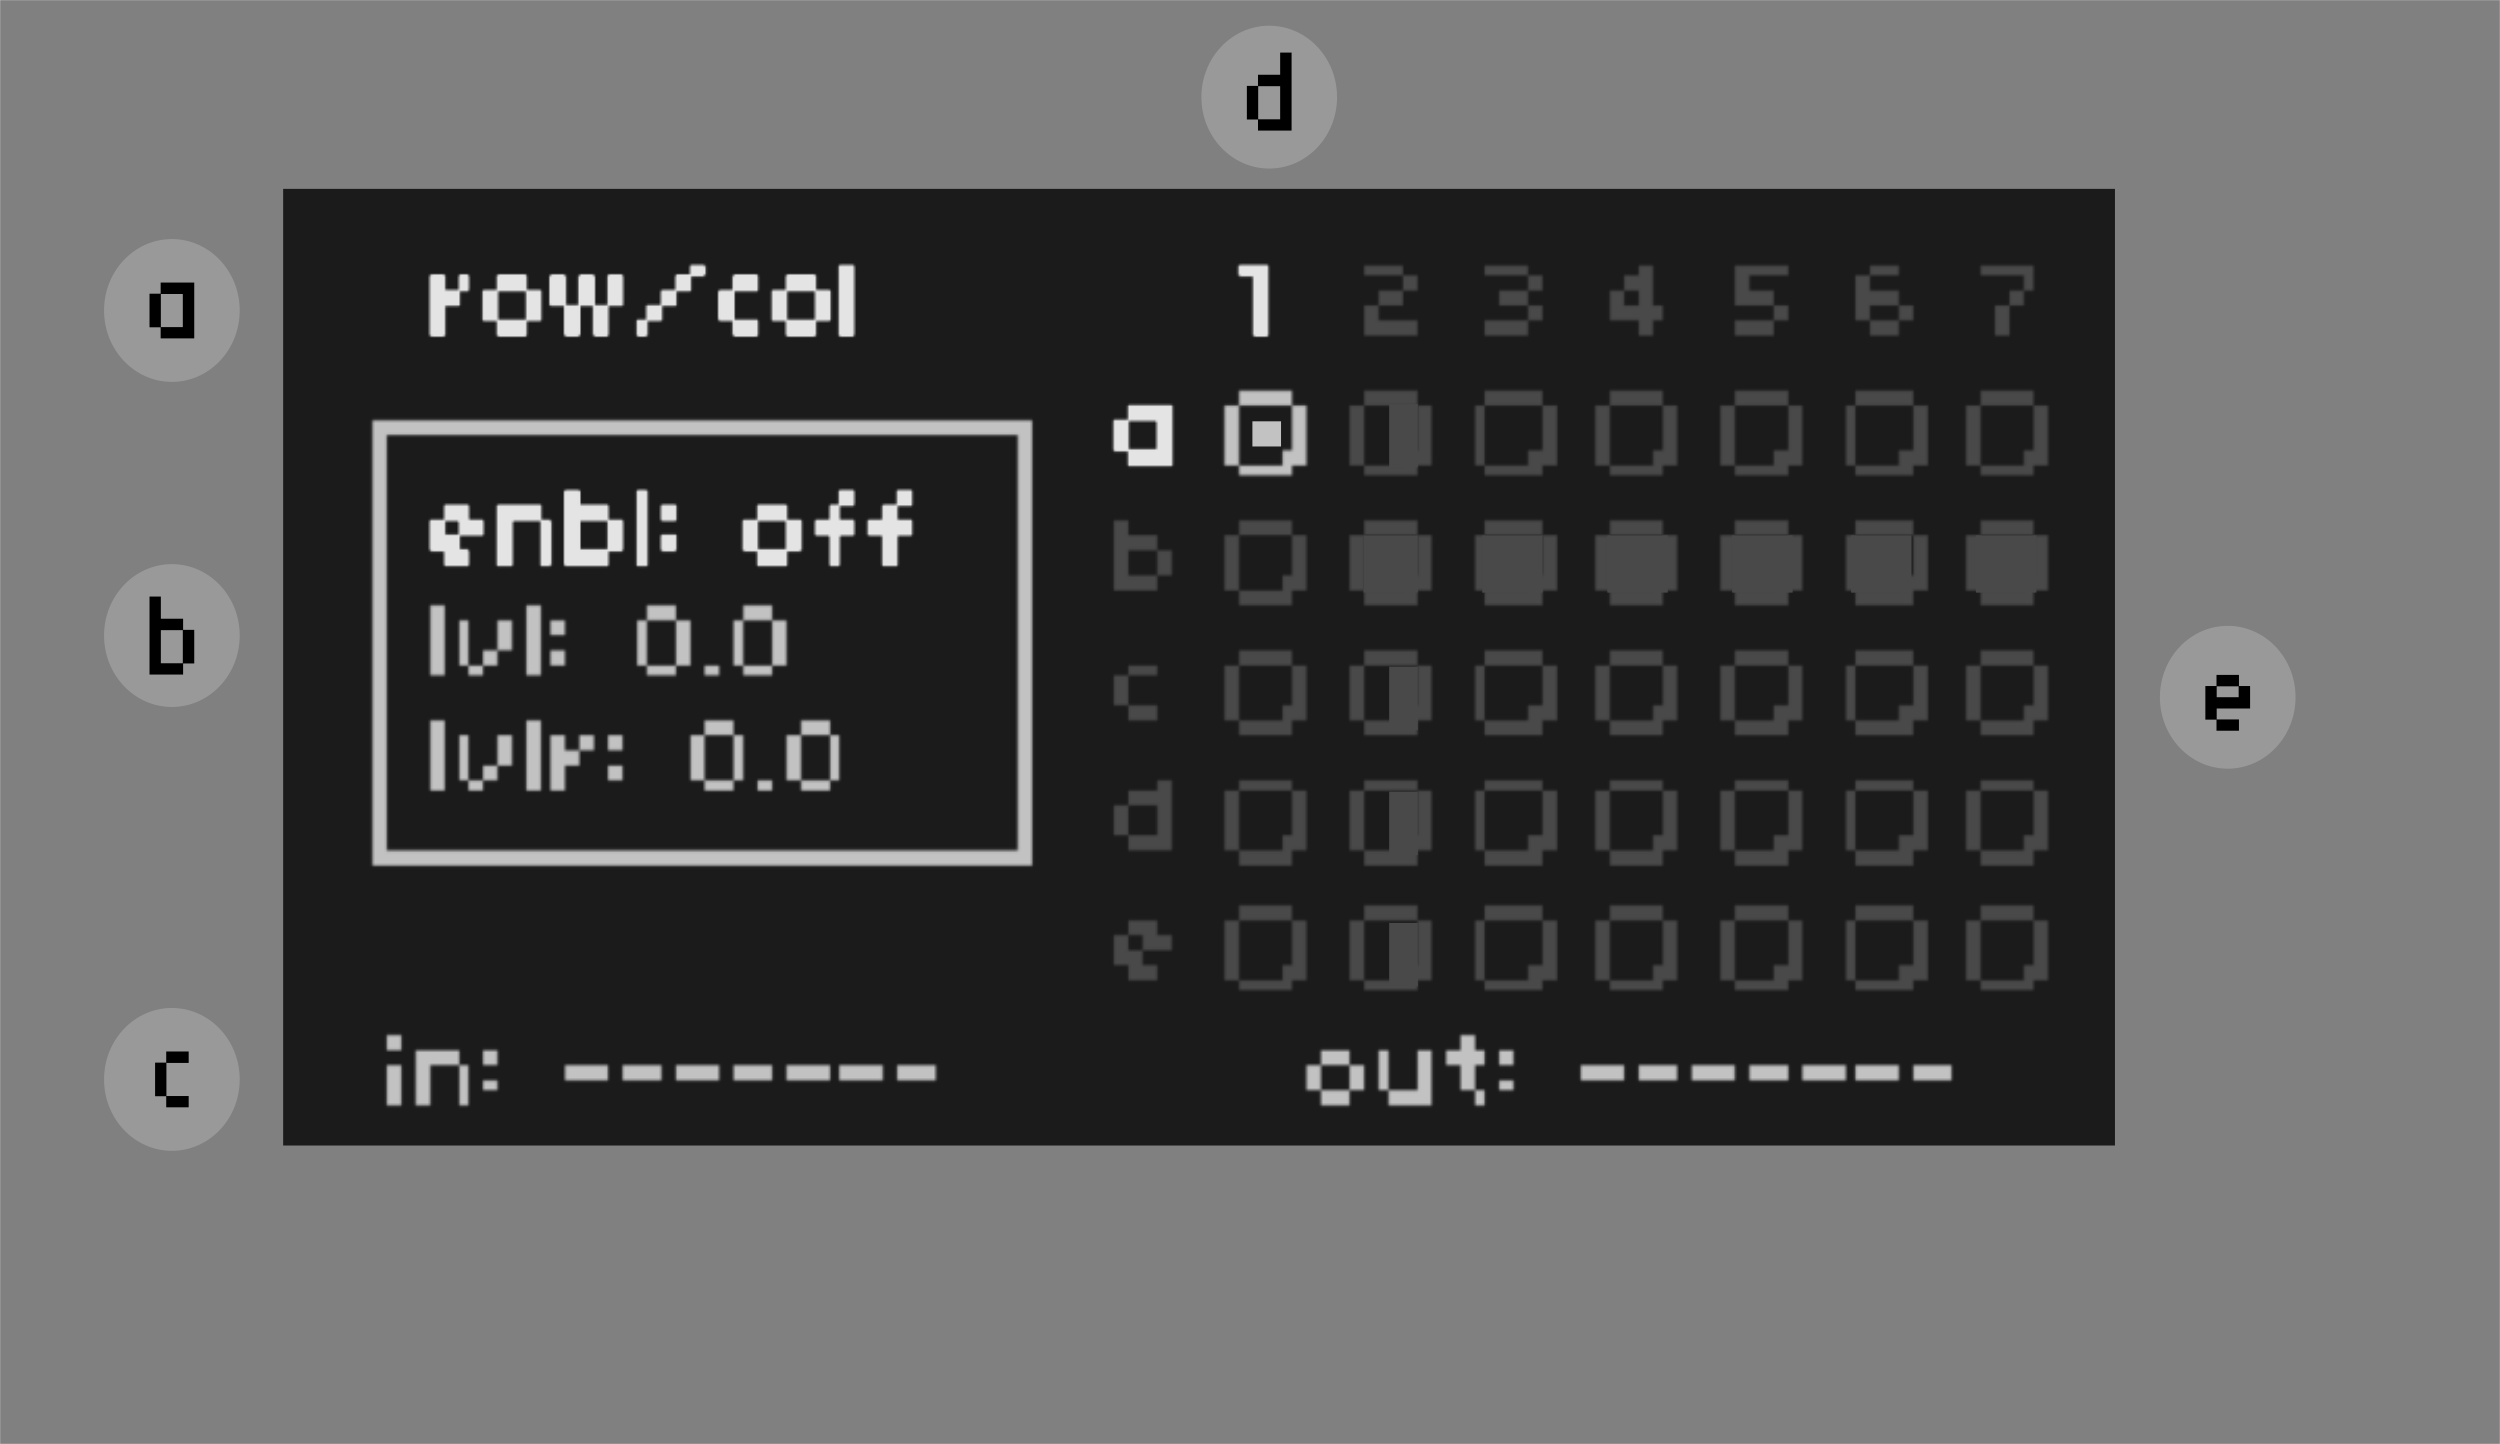 d
a
row/col 1 2 3 4 5 6 7
a
enbl: off
b
b
lvl: 0.0
c
e
lvlr: 0.0
d
e
c
in: -------
out: -------